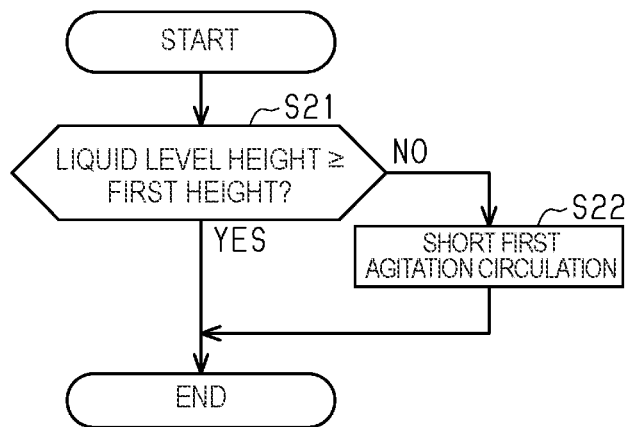 START
S21
LIQUID LEVEL HEIGHT ≥
FIRST HEIGHT?
NO
YES
S22
SHORT FIRST
AGITATION CIRCULATION
END